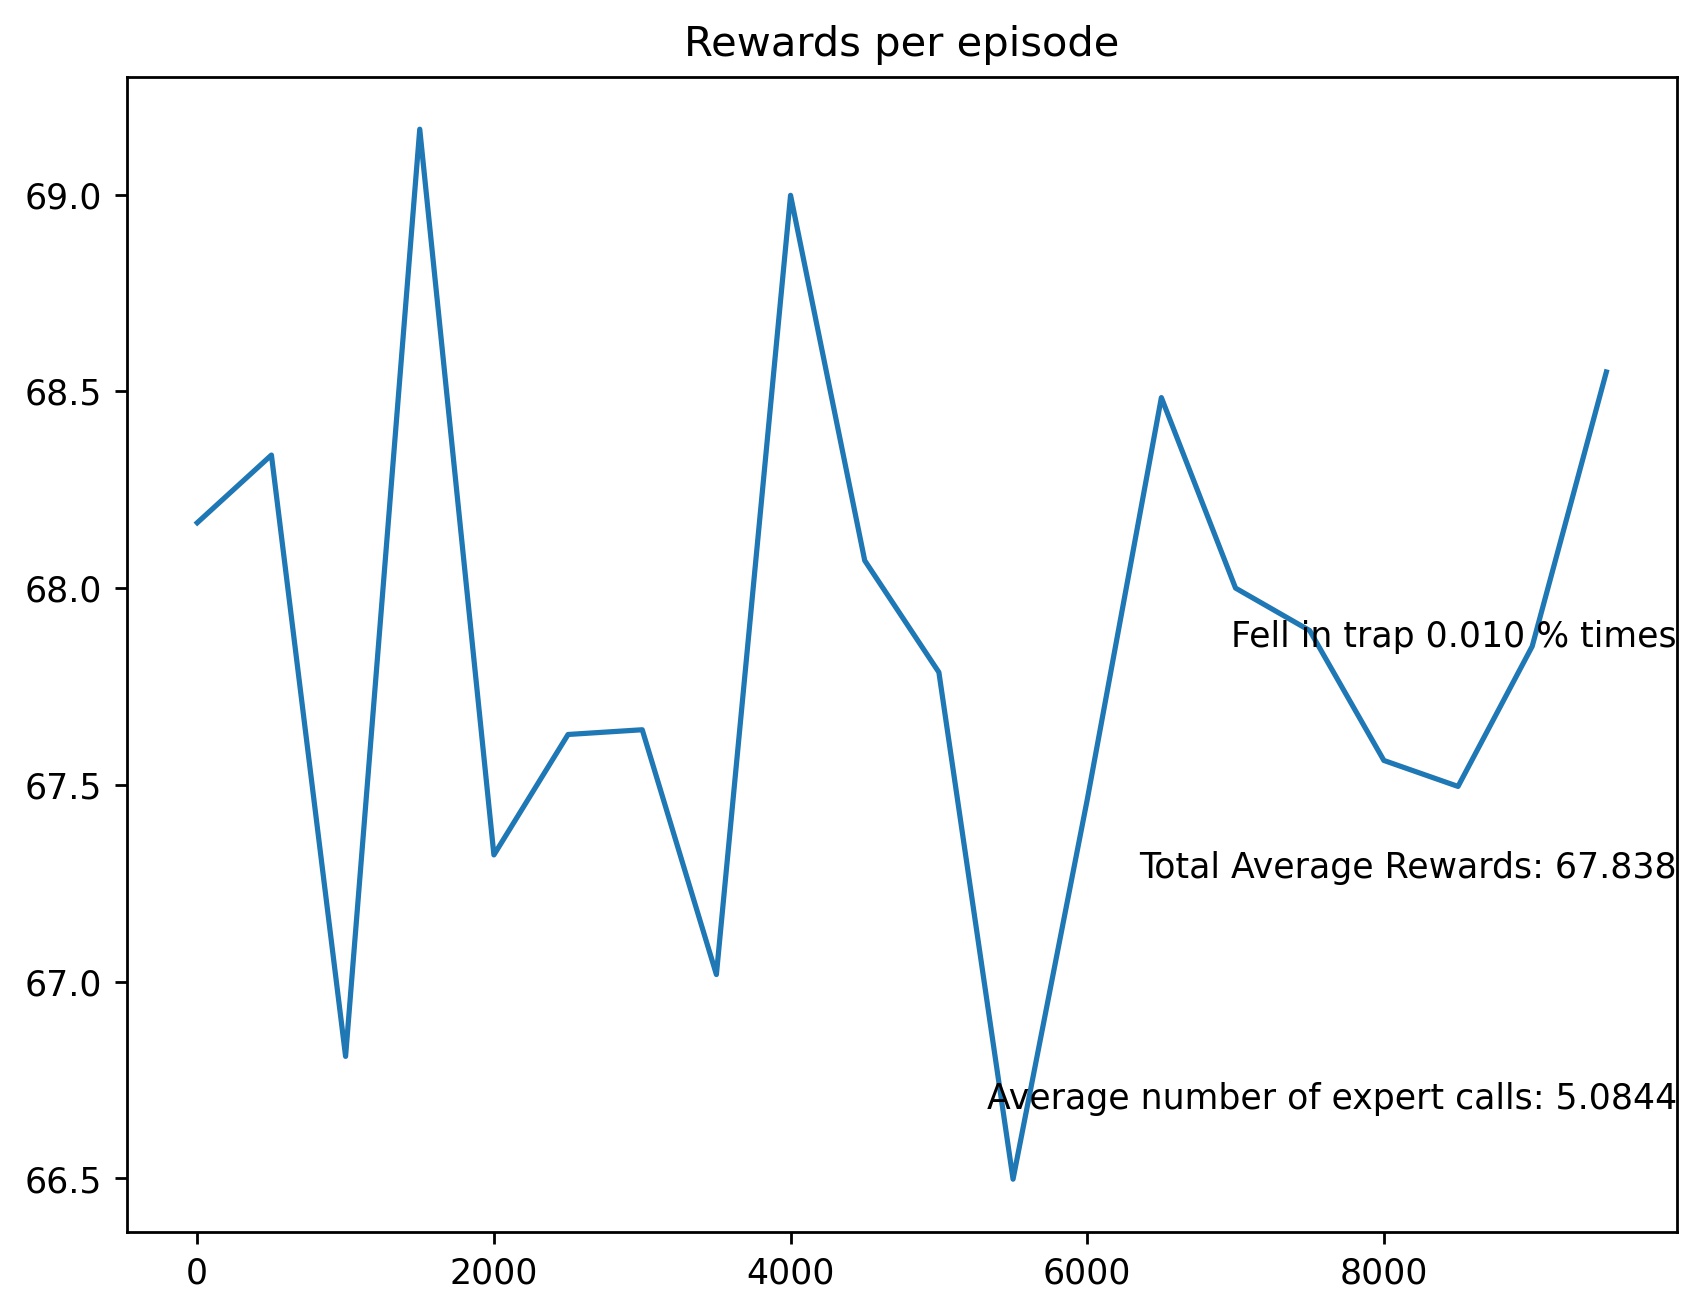 Rewards per episode
69.0
68.5
68.0
Fell in trap 0.010 % times
67.5
Total Average Rewards: 67.838
67.0
Average number of expert calls: 5.0844
66.5
0 2000 4000 6000 8000